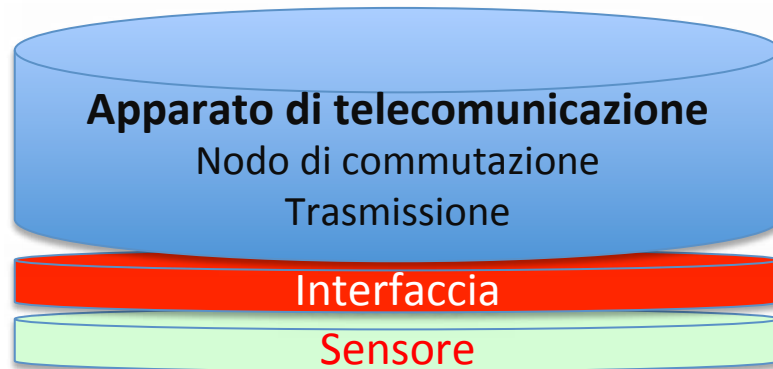 Apparato di telecomunicazione
Nodo di commutazione
Trasmissione
Interfaccia
Sensore